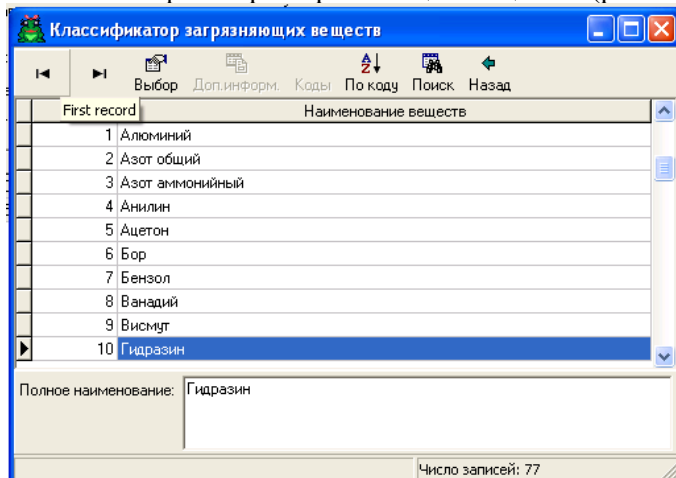 Классификатор загрязняющих веществ
Выбор Доп.информ. Коды По коду Поиск Назад
First record
Наименование веществ
1 Алюминий
2 Азот общий
3 Азот аммонийный
4 Анилин
5 Ацетон
6 Бор
7 Бензол
8 Ванадий
9 Висмут
10 Гидразин
Полное наименование: Гидразин
Число записей: 77